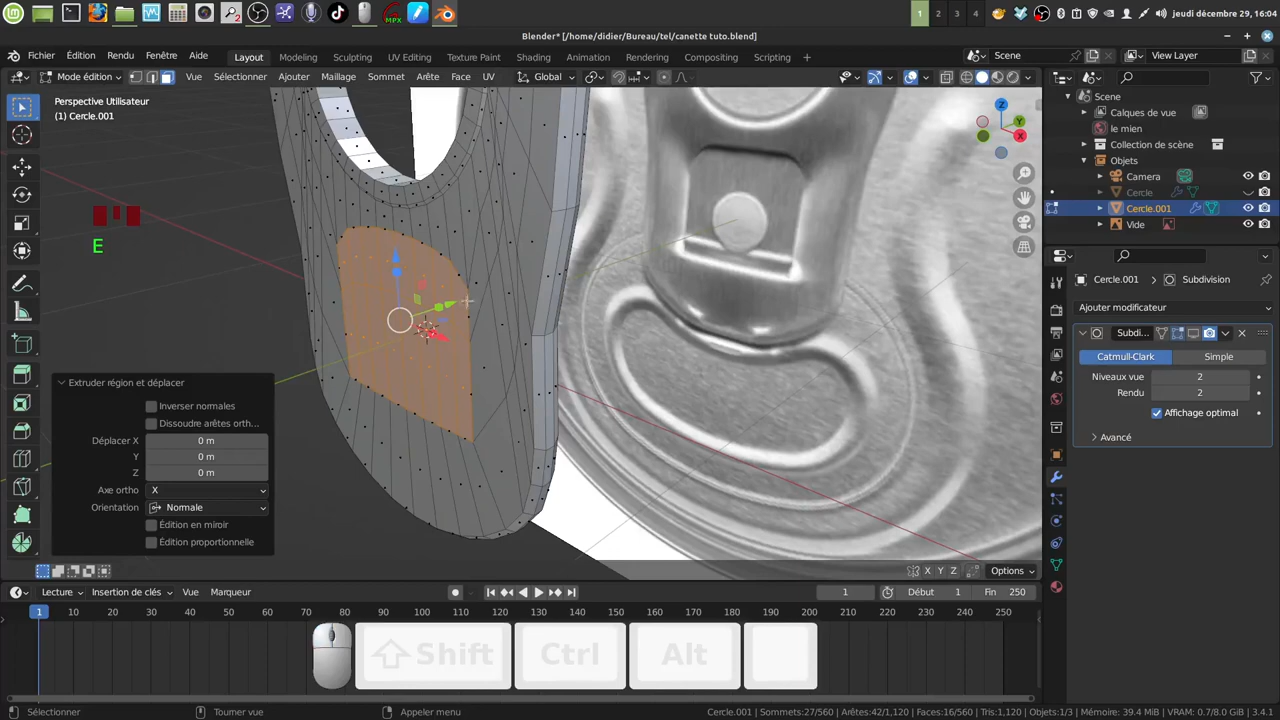 1 2 3 4
jeudi décembre 29, 16:04
Blender* [/home/didier/Bureau/tel/canette tuto.blend]
Fichier Édition Rendu Fenêtre Aide Layout Modeling Sculpting UV Editing Texture Paint Shading Animation Rendering Compositing Scripting Scene View Layer
Mode édition Vue Sélectionner Ajouter Maillage Sommet Arête Face UV Global
Perspective Utilisateur
(1) Cercle.001
Z
Y
X
E
Scene
Calques de vue
le mien
Collection de scène
Objets
Camera
Cercle
Cercle.001
Vide
Cercle.001 Subdivision
Ajouter modificateur
Subdi...
Catmull-Clark Simple
Niveaux vue 2
Rendu 2
Affichage optimal
Avancé
Extruder région et déplacer
Inverser normales
Dissoudre arêtes orth...
Déplacer X 0 m
Y 0 m
Z 0 m
Axe ortho X
Orientation Normale
Édition en miroir
Édition proportionnelle
X Y Z Options
Lecture Insertion de clés Vue Marqueur 1 Début 1 Fin 250
1 10 20 30 40 50 60 70 80 90 100 110 120 130 140 150 160 170 180 190 200 210 220 230 240 250
Shift Ctrl Alt
Sélectionner Tourner vue Appeler menu Cercle.001 | Sommets:27/560 | Arêtes:42/1,120 | Faces:16/560 | Tris:1,120 | Objets:1/3 | Mémoire: 39.4 MiB | VRAM: 0.7/8.0 GiB | 3.4.1